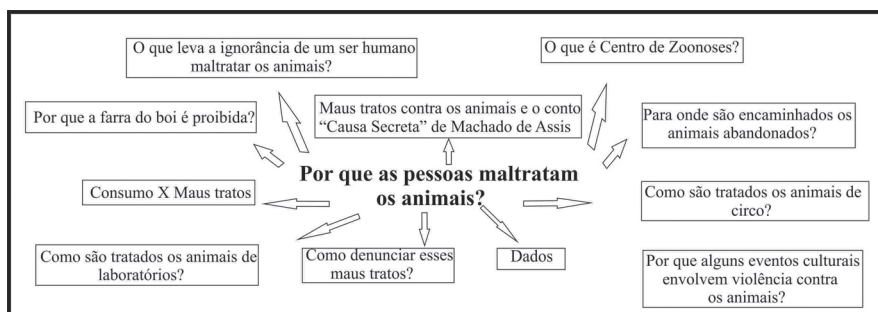 O que leva a ignorância de um ser humano
maltratar os animais?
O que é Centro de Zoonoses?
Por que a farra do boi é proibida?
Maus tratos contra os animais e o conto
“Causa Secreta” de Machado de Assis
Para onde são encaminhados os
animais abandonados?
Por que as pessoas maltratam
os animais?
Consumo X Maus tratos
Como são tratados os animais de
circo?
Como são tratados os animais de
laboratórios?
Como denunciar esses
maus tratos?
Dados
Por que alguns eventos culturais
envolvem violência contra
os animais?